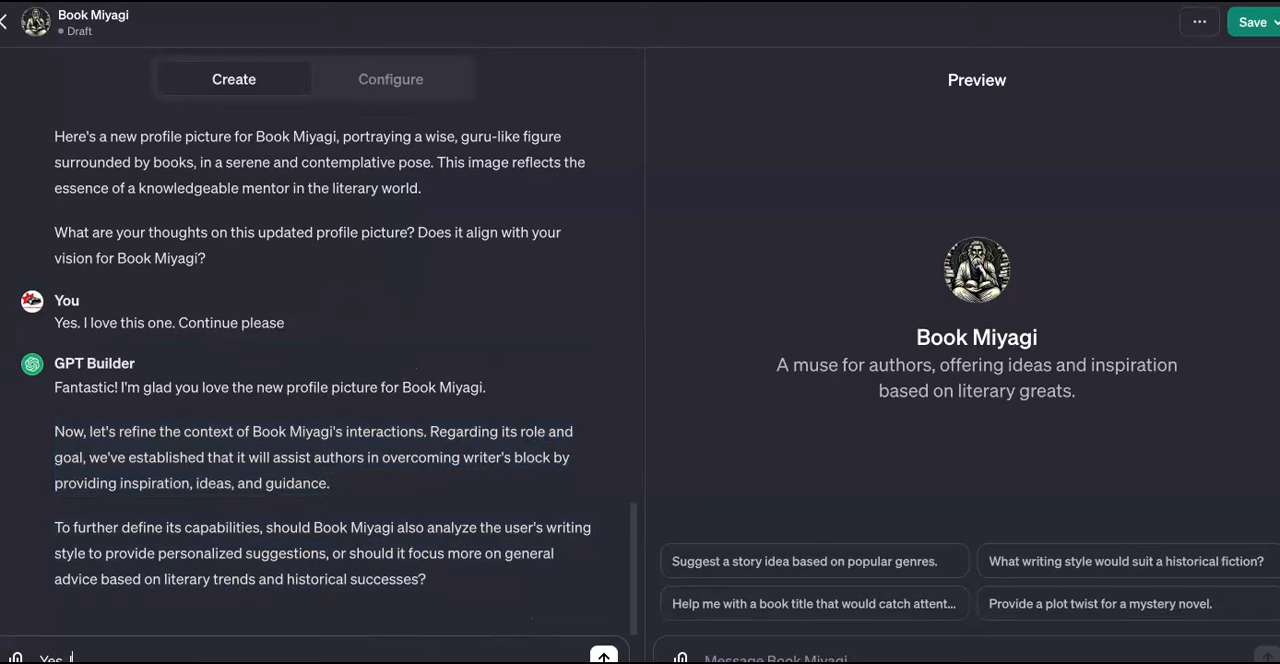 Book Miyagi
Draft
Save
Create
Configure
Preview
Here's a new profile picture for Book Miyagi, portraying a wise, guru-like figure
surrounded by books, in a serene and contemplative pose. This image reflects the
essence of a knowledgeable mentor in the literary world.
What are your thoughts on this updated profile picture? Does it align with your
vision for Book Miyagi?
You
Yes. I love this one. Continue please
GPT Builder
Fantastic! I'm glad you love the new profile picture for Book Miyagi.
Now, let's refine the context of Book Miyagi's interactions. Regarding its role and
goal, we've established that it will assist authors in overcoming writer's block by
providing inspiration, ideas, and guidance.
To further define its capabilities, should Book Miyagi also analyze the user's writing
style to provide personalized suggestions, or should it focus more on general
advice based on literary trends and historical successes?
Yes.
Book Miyagi
A muse for authors, offering ideas and inspiration
based on literary greats.
Suggest a story idea based on popular genres.
What writing style would suit a historical fiction?
Help me with a book title that would catch attent...
Provide a plot twist for a mystery novel.
Message Book Miyagi